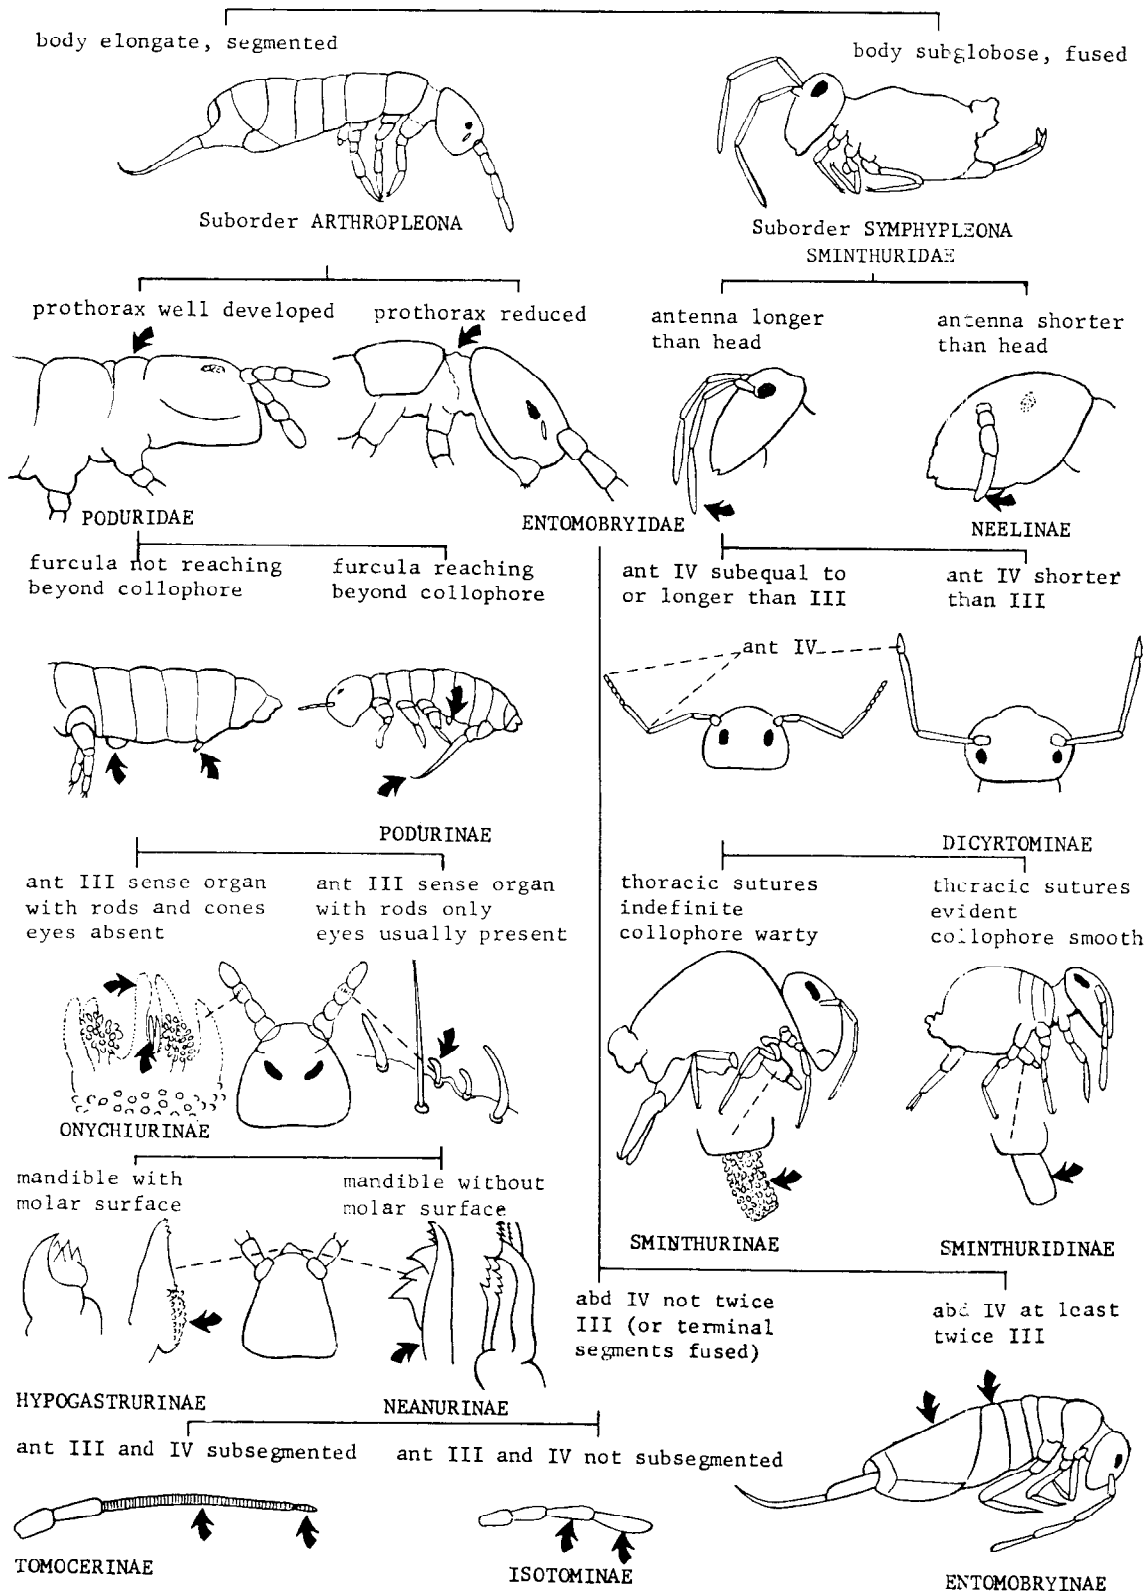 body elongate, segmented
body subglobose, fused
Suborder ARTHROPLEONA
Suborder SYMPHYPLEONA
SMINTHURIDAE
prothorax well developed
prothorax reduced
antenna longer
than head
antenna shorter
than head
PODURIDAE
ENTOMOBRYIDAE
NEELINAE
furcula not reaching
beyond collophore
furcula reaching
beyond collophore
ant IV subequal to
or longer than III
ant IV shorter
than III
ant IV
PODURINAE
DICYRTOMINAE
ant III sense organ
with rods and cones
eyes absent
ant III sense organ
with rods only
eyes usually present
thoracic sutures
indefinite
collophore warty
thoracic sutures
evident
collophore smooth
ONYCHIURINAE
mandible with
molar surface
mandible without
molar surface
SMINTHURINAE
SMINTHURIDINAE
abd IV not twice
III (or terminal
segments fused)
abd IV at least
twice III
HYPOGASTRURINAE
NEANURINAE
ant III and IV subsegmented
ant III and IV not subsegmented
TOMOCERINAE
ISOTOMINAE
ENTOMOBRYINAE